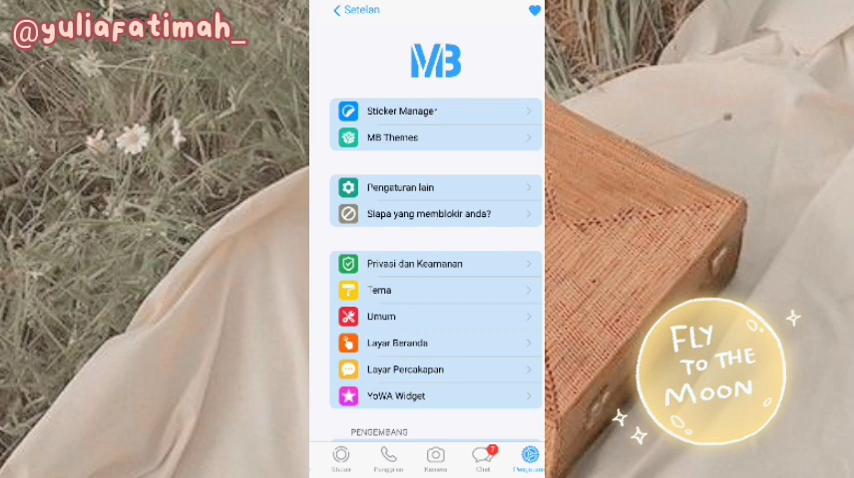 @yuliafatimah_
Setelan
MB
Sticker Manager
MB Themes
Pengaturan lain
Siapa yang memblokir anda?
Privasi dan Keamanan
Tema
Umum
Layar Beranda
Layar Percakapan
YoWA Widget
PENGEMBANG
7
Status
Panggilan
Kamera
Chat
Pengaturan
FLY
TO THE
MOON